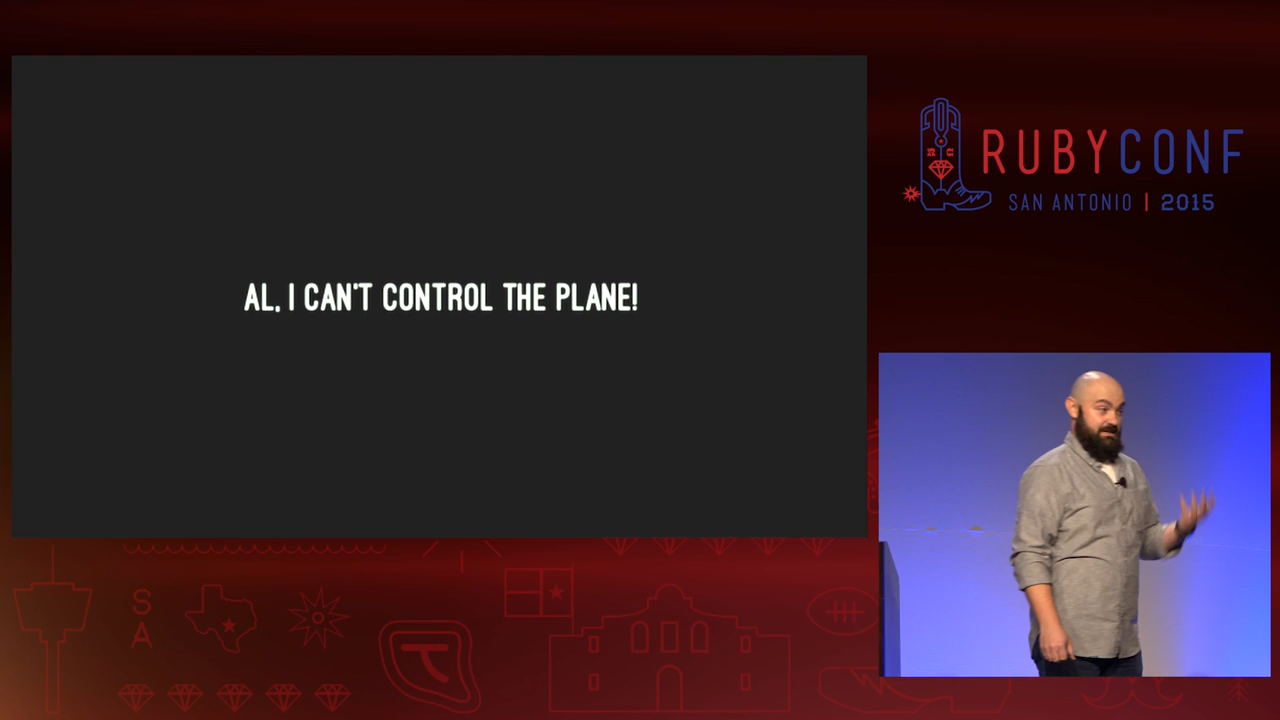 AL, I CAN'T CONTROL THE PLANE!
RUBYCONF
SAN ANTONIO | 2015
S
A